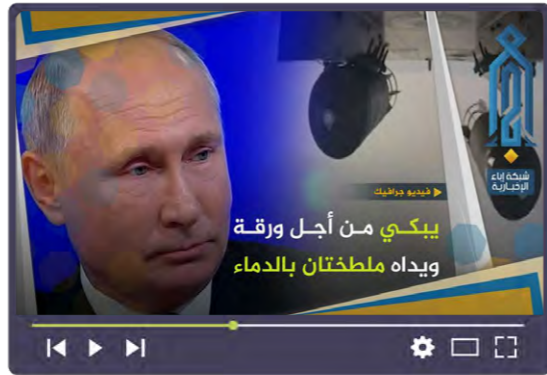 شبكة إباء
الإخبارية
فيديو جرافيك
يبكي من أجل ورقة
ويداه ملطختان بالدماء